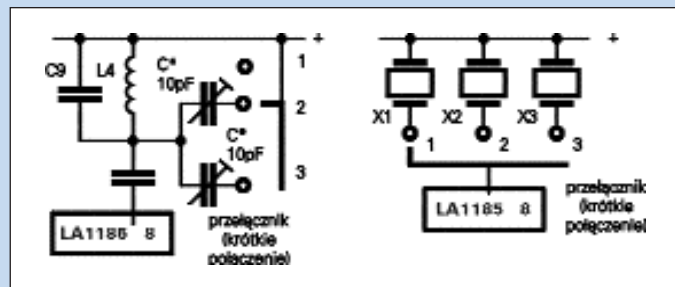 +
C9 L4 C*
10pF
1
2
C*
10pF
3
przełącznik
(krótkie
połączenie)
LA1185 8
+
X1 X2 X3
1 2 3
przełącznik
(krótkie
połączenie)
LA1185 8